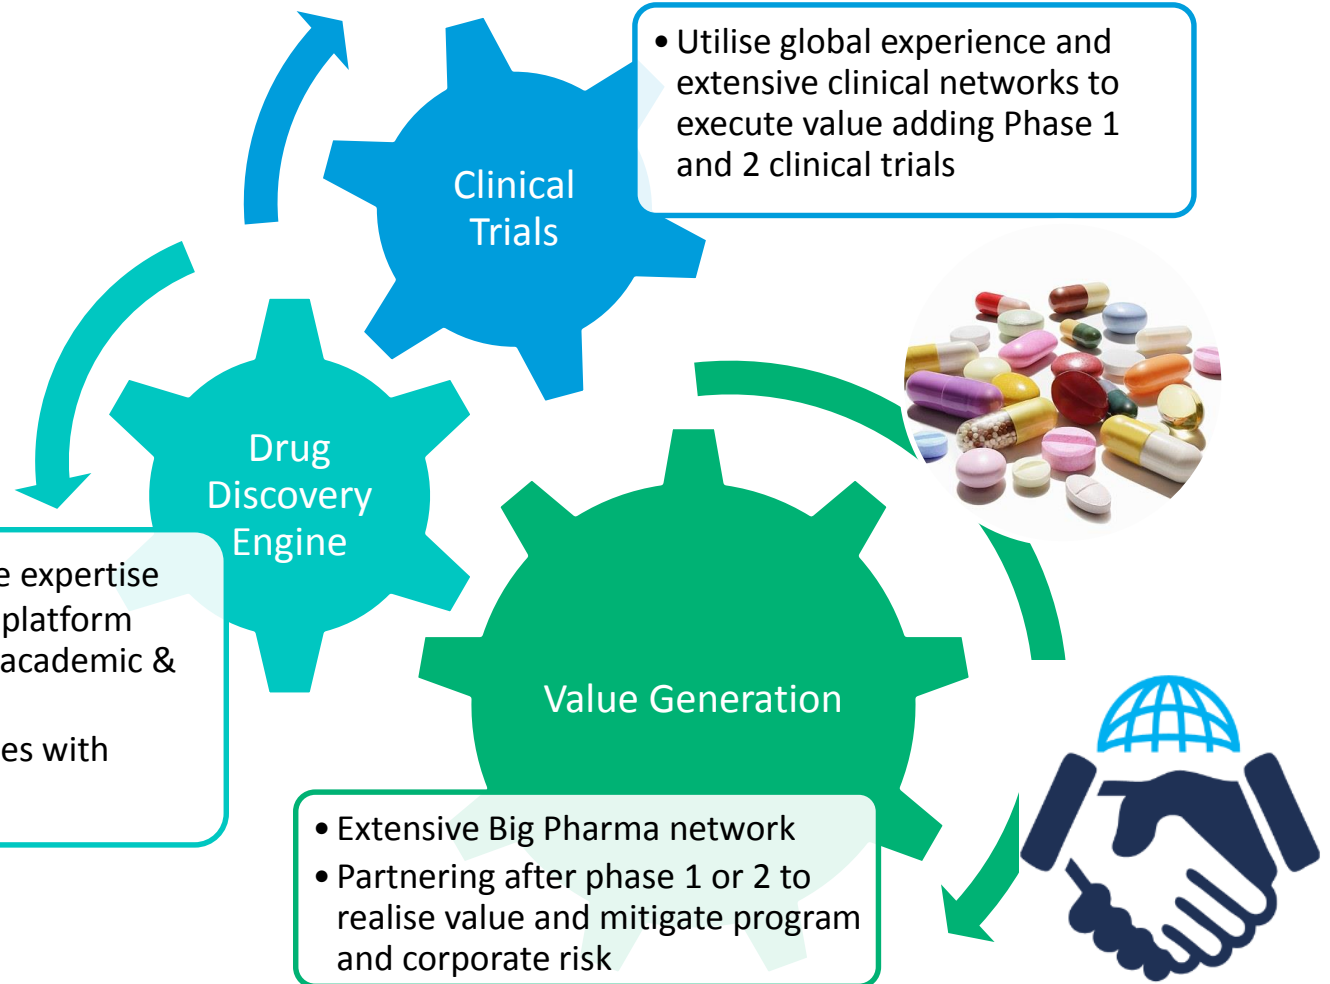 • Utilise global experience and
extensive clinical networks to
execute value adding Phase 1
and 2 clinical trials
Clinical
Trials
Drug
Discovery
Engine
expertise
platform
academic &
with
Value Generation
• Extensive Big Pharma network
• Partnering after phase 1 or 2 to
realise value and mitigate program
and corporate risk